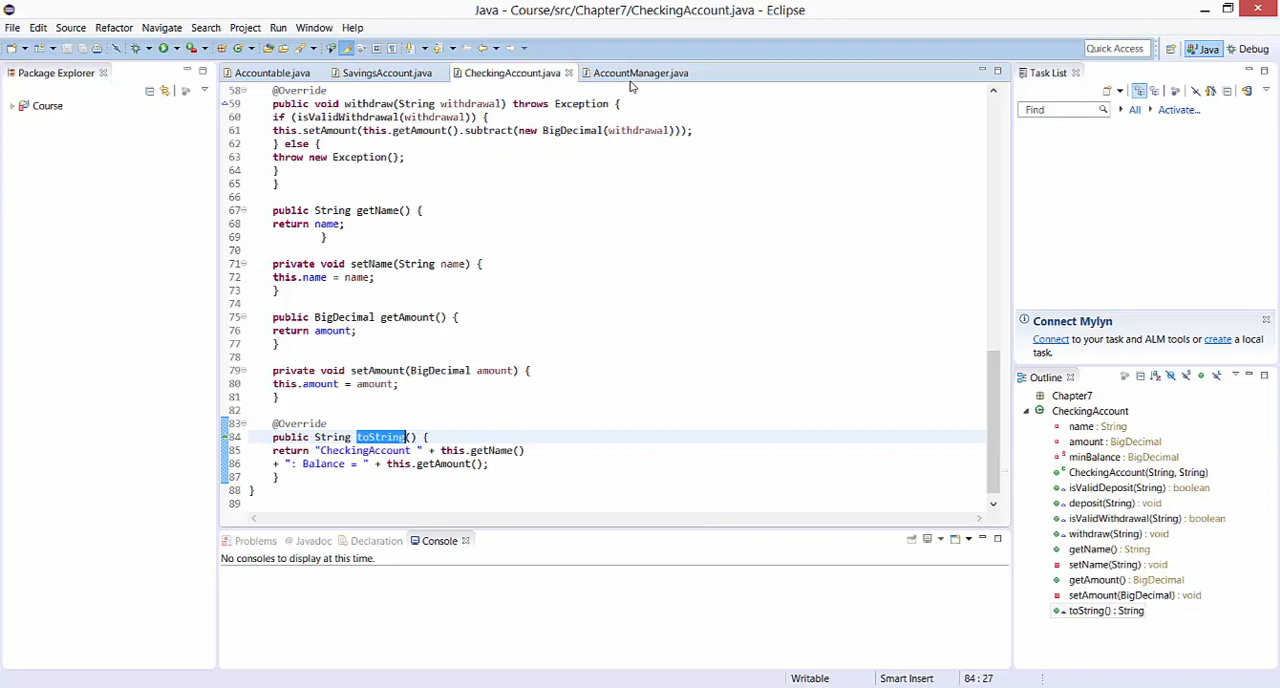 Java - Course/src/Chapter7/CheckingAccount.java - Eclipse
File Edit Source Refactor Navigate Search Project Run Window Help
Quick Access Java Debug
Package Explorer
Course
Accountable.java SavingsAccount.java CheckingAccount.java AccountManager.java
58 @Override
59 public void withdraw(String withdrawal) throws Exception {
60 if (isValidWithdrawal(withdrawal)) {
61 this.setAmount(this.getAmount().subtract(new BigDecimal(withdrawal)));
62 } else {
63 throw new Exception();
64 }
65 }
66
67 public String getName() {
68 return name;
69 }
70
71 private void setName(String name) {
72 this.name = name;
73 }
74
75 public BigDecimal getAmount() {
76 return amount;
77 }
78
79 private void setAmount(BigDecimal amount) {
80 this.amount = amount;
81 }
82
83 @Override
84 public String toString() {
85 return "CheckingAccount " + this.getName()
86 + ": Balance = " + this.getAmount();
87 }
88 }
89
Problems Javadoc Declaration Console
No consoles to display at this time.
Task List
Find All Activate...
Connect Mylyn
Connect to your task and ALM tools or create a local
task.
Outline
Chapter7
CheckingAccount
name : String
amount : BigDecimal
minBalance : BigDecimal
CheckingAccount(String, String)
isValidDeposit(String) : boolean
deposit(String) : void
isValidWithdrawal(String) : boolean
withdraw(String) : void
getName() : String
setName(String) : void
getAmount() : BigDecimal
setAmount(BigDecimal) : void
toString() : String
Writable Smart Insert 84 : 27